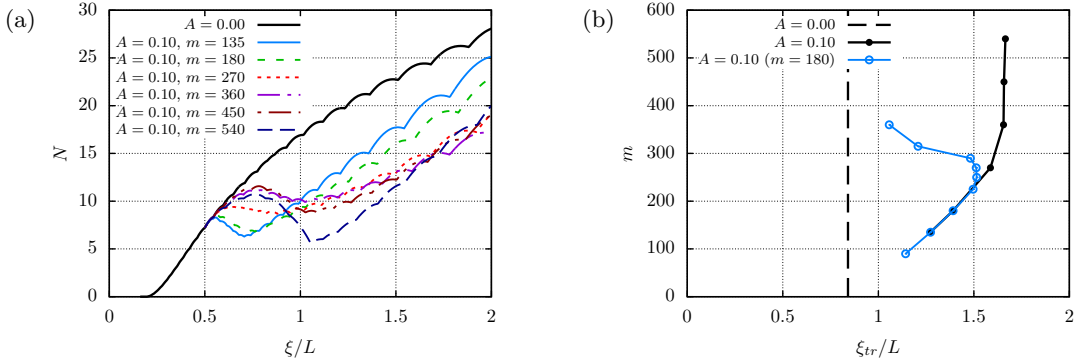 (a)
A = 0.00
A = 0.10, m = 135
A = 0.10, m = 180
A = 0.10, m = 270
A = 0.10, m = 360
A = 0.10, m = 450
A = 0.10, m = 540
30
25
20
15
10
5
0
N
0 0.5 1 1.5 2
ξ/L
(b)
A = 0.00
A = 0.10
A = 0.10 (m = 180)
600
500
400
300
200
100
0
m
0 0.5 1 1.5 2
ξtr/L